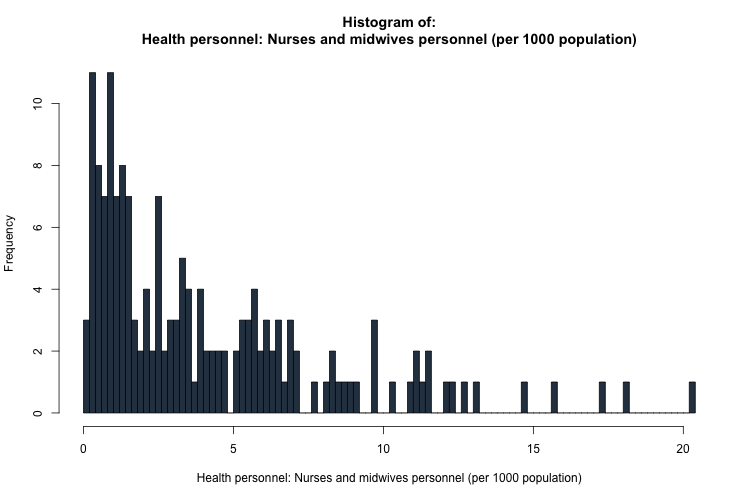 Histogram of:
Health personnel: Nurses and midwives personnel (per 1000 population)
Frequency
10
8
6
4
2
0
0 5 10 15 20
Health personnel: Nurses and midwives personnel (per 1000 population)